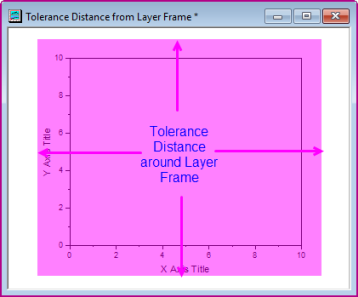 Tolerance Distance from Layer Frame *
10
8
6
4
2
0
Y Axis Title
Tolerance
Distance
around Layer
Frame
0 2 4 6 8 10
X Axis Title